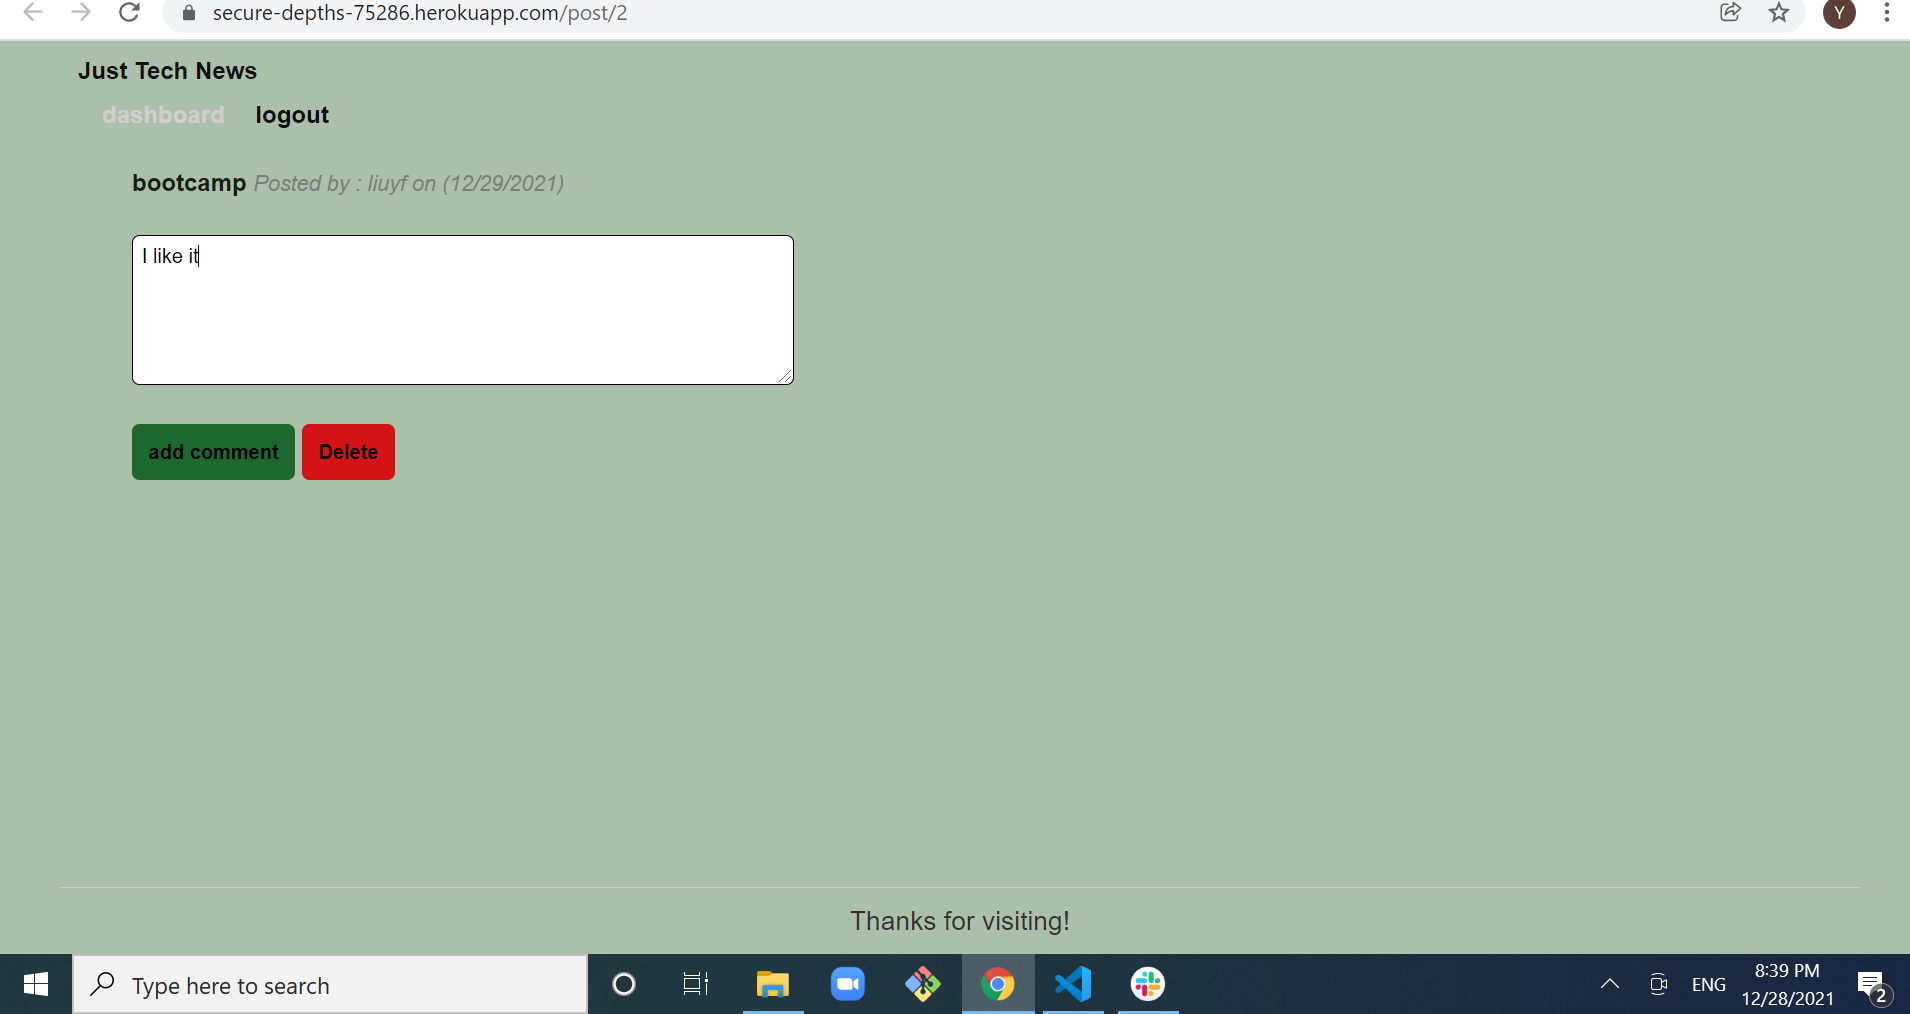 secure-depths-75286.herokuapp.com/post/2
Y
Just Tech News
dashboard logout
bootcamp Posted by : liuyf on (12/29/2021)
I like it
add comment Delete
Thanks for visiting!
Type here to search
ENG
8:39 PM
12/28/2021
2